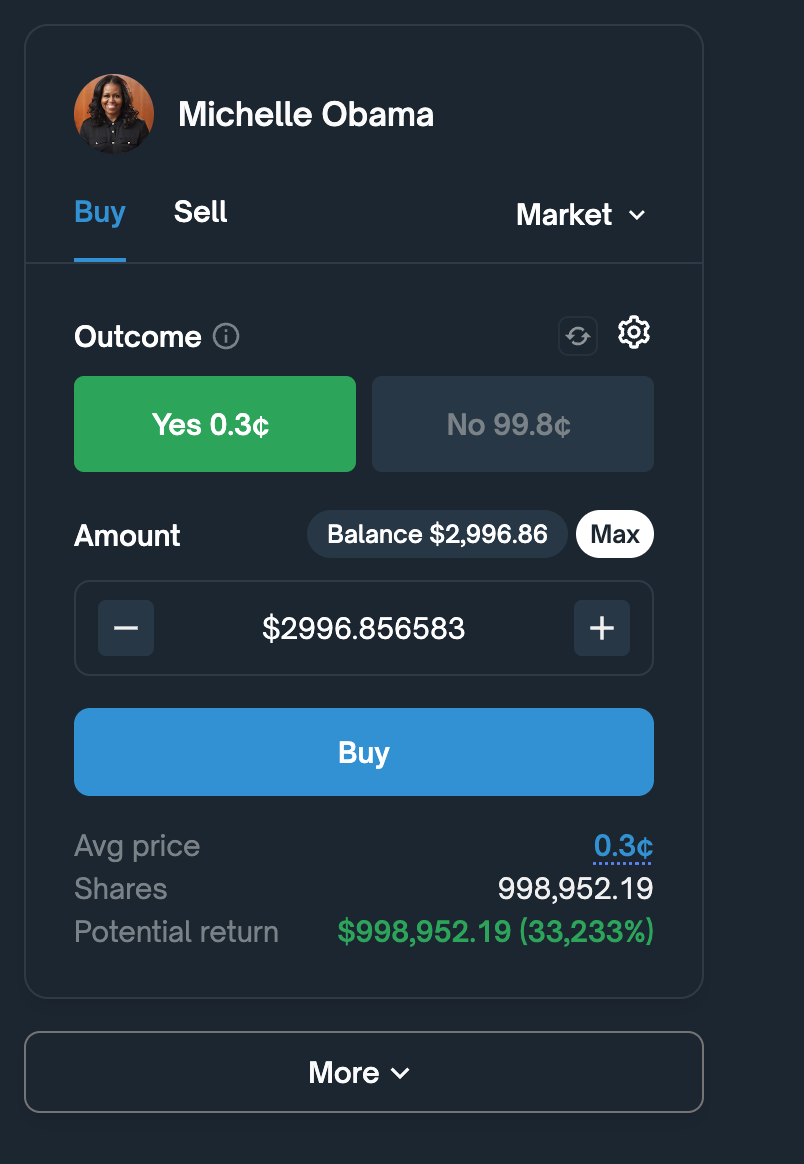 Michelle Obama
Buy Sell Market
Outcome
Yes 0.3¢ No 99.8¢
Amount Balance $2,996.86 Max
$2996.856583
Buy
Avg price 0.3¢
Shares 998,952.19
Potential return $998,952.19 (33,233%)
More